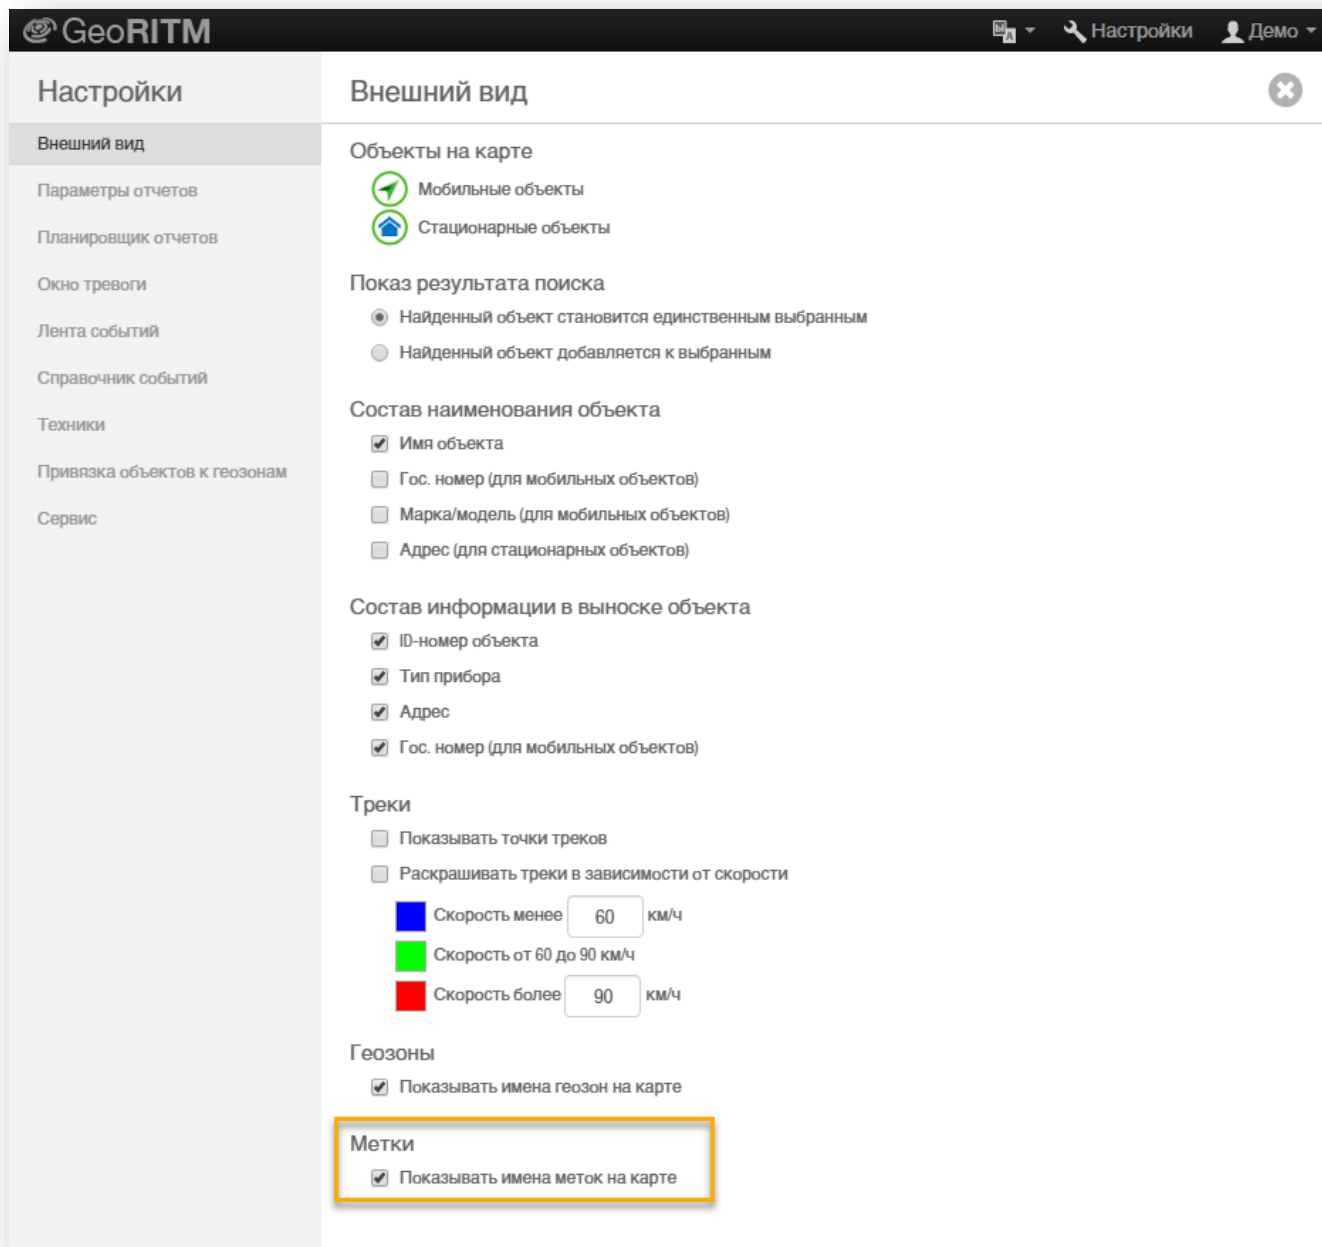 GeoRITM
Настройки
Демо
Настройки
Внешний вид
Параметры отчетов
Планировщик отчетов
Окно тревоги
Лента событий
Справочник событий
Техники
Привязка объектов к геозонам
Сервис
Внешний вид
Объекты на карте
Мобильные объекты
Стационарные объекты
Показ результата поиска
Найденный объект становится единственным выбранным
Найденный объект добавляется к выбранным
Состав наименования объекта
Имя объекта
Гос. номер (для мобильных объектов)
Марка/модель (для мобильных объектов)
Адрес (для стационарных объектов)
Состав информации в выноске объекта
ID-номер объекта
Тип прибора
Адрес
Гос. номер (для мобильных объектов)
Треки
Показывать точки треков
Раскрашивать треки в зависимости от скорости
Скорость менее 60 км/ч
Скорость от 60 до 90 км/ч
Скорость более 90 км/ч
Геозоны
Показывать имена геозон на карте
Метки
Показывать имена меток на карте